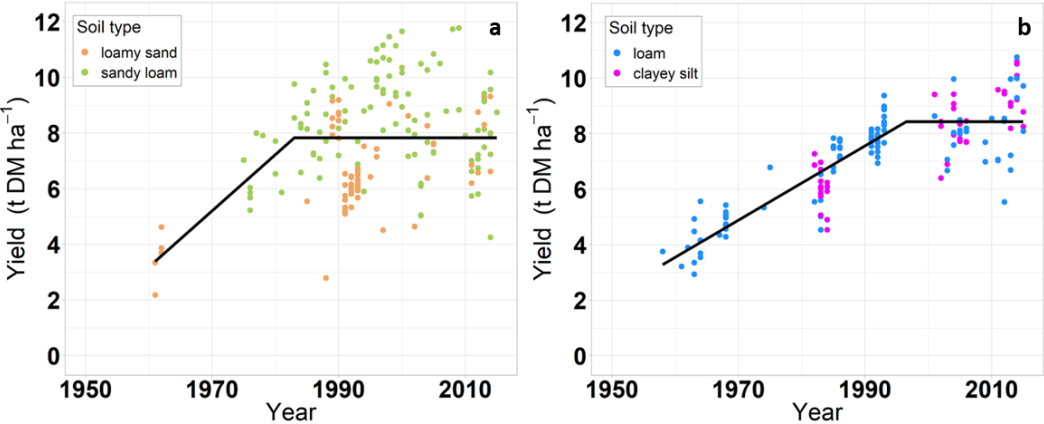 a
Soil type
loamy sand
sandy loam
12
10
8
6
4
2
0
Yield (t DM ha⁻¹)
1950 1970 1990 2010
Year
b
Soil type
loam
clayey silt
12
10
8
6
4
2
0
Yield (t DM ha⁻¹)
1950 1970 1990 2010
Year